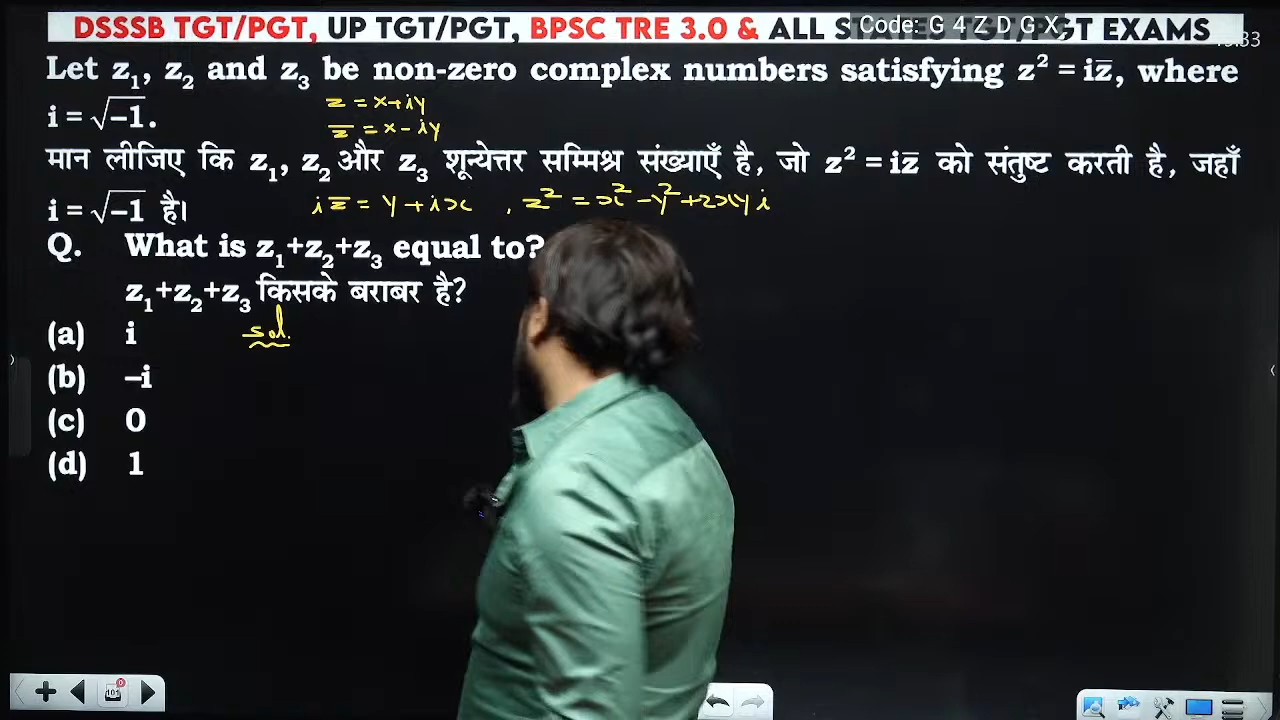 DSSSB TGT/PGT, UP TGT/PGT, BPSC TRE 3.0 & ALL EXAMS
Code: G 4 Z D G X
Let z₁, z₂ and z₃ be non-zero complex numbers satisfying z² = iz̅, where
i = √−1.
z = x+iy
z̅ = x-iy
मान लीजिए कि z₁, z₂ और z₃ शून्येत्तर सम्मिश्र संख्याएँ है, जो z² = iz̅ को संतुष्ट करती है, जहाँ
i = √−1 है।
iz̅ = y+ix , z² = x²-y²+2xyi
Q. What is z₁+z₂+z₃ equal to?
z₁+z₂+z₃ किसके बराबर है?
(a) i
sol.
(b) –i
(c) 0
(d) 1